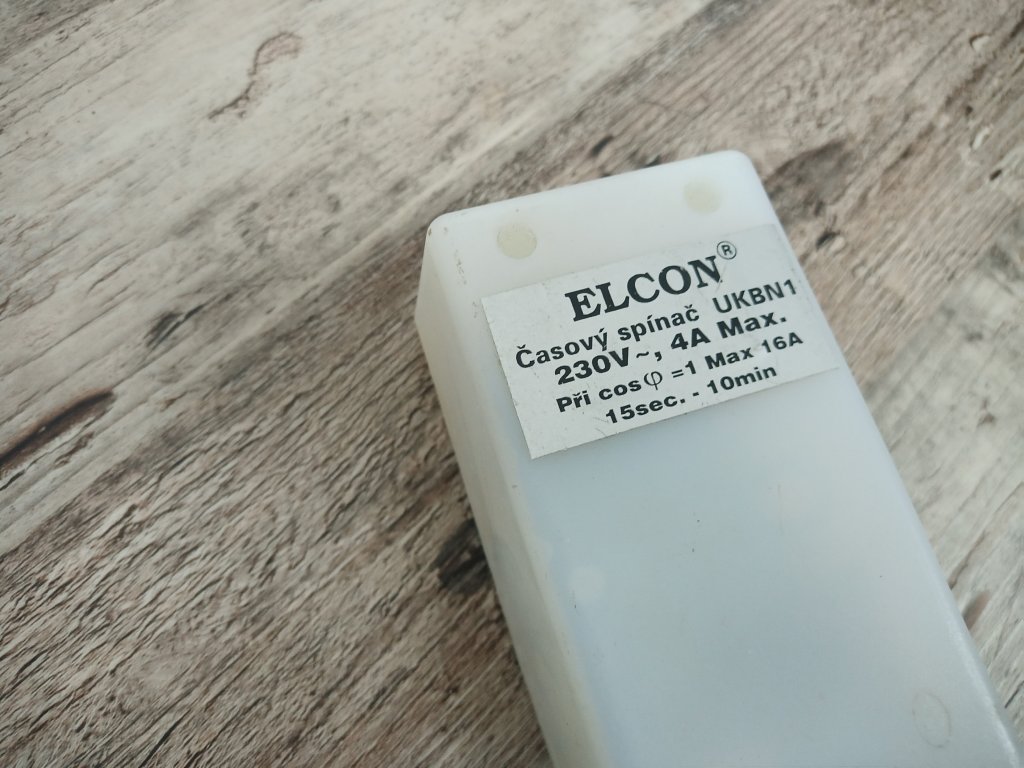 ELCON®
Časový spínač UKBN1
230V~, 4A Max.
Při cosφ =1 Max 16A
15sec. - 10min